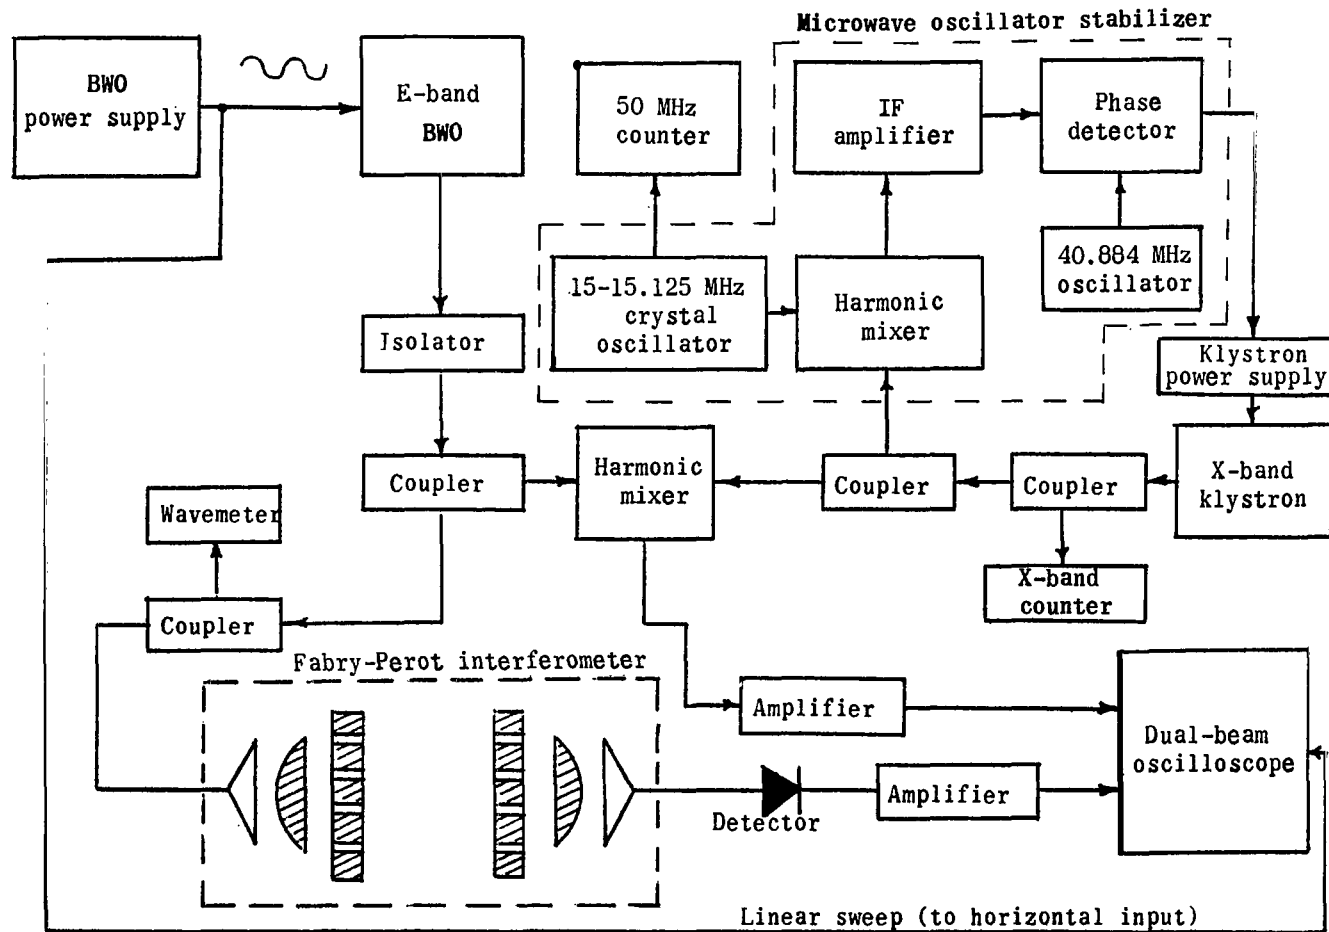 Microwave oscillator stabilizer
BWO
power supply
E-band
BWO
50 MHz
counter
IF
amplifier
Phase
detector
15-15.125 MHz
crystal
oscillator
Harmonic
mixer
40.884 MHz
oscillator
Isolator
Klystron
power supply
Coupler
Harmonic
mixer
Coupler
Coupler
X-band
klystron
Wavemeter
X-band
counter
Coupler
Fabry-Perot interferometer
Amplifier
Dual-beam
oscilloscope
Amplifier
Detector
Linear sweep (to horizontal input)